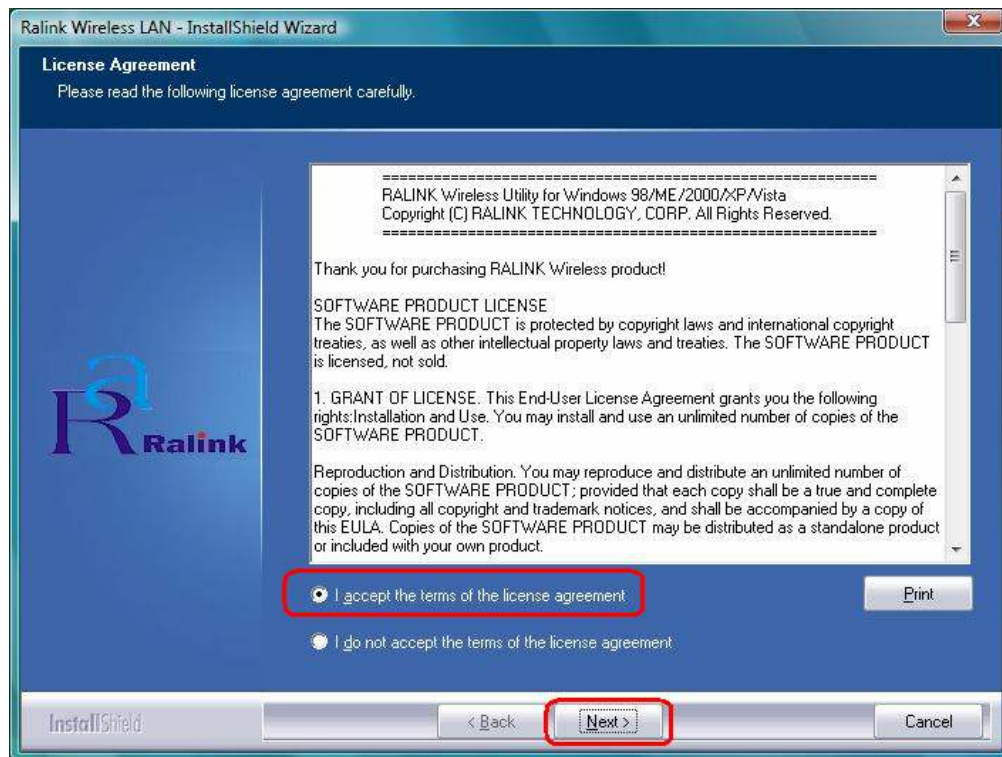 Ralink Wireless LAN - InstallShield Wizard
License Agreement
Please read the following license agreement carefully.
==========================================================
RALINK Wireless Utility for Windows 98/ME/2000/XP/Vista
Copyright (C) RALINK TECHNOLOGY, CORP. All Rights Reserved.
==========================================================
Thank you for purchasing RALINK Wireless product!
SOFTWARE PRODUCT LICENSE
The SOFTWARE PRODUCT is protected by copyright laws and international copyright
treaties, as well as other intellectual property laws and treaties. The SOFTWARE PRODUCT
is licensed, not sold.
1. GRANT OF LICENSE. This End-User License Agreement grants you the following
rights:Installation and Use. You may install and use an unlimited number of copies of the
SOFTWARE PRODUCT.
Reproduction and Distribution. You may reproduce and distribute an unlimited number of
copies of the SOFTWARE PRODUCT; provided that each copy shall be a true and complete
copy, including all copyright and trademark notices, and shall be accompanied by a copy of
this EULA. Copies of the SOFTWARE PRODUCT may be distributed as a standalone product
or included with your own product.
Ralink
I accept the terms of the license agreement
Print
I do not accept the terms of the license agreement
InstallShield
< Back
Next >
Cancel